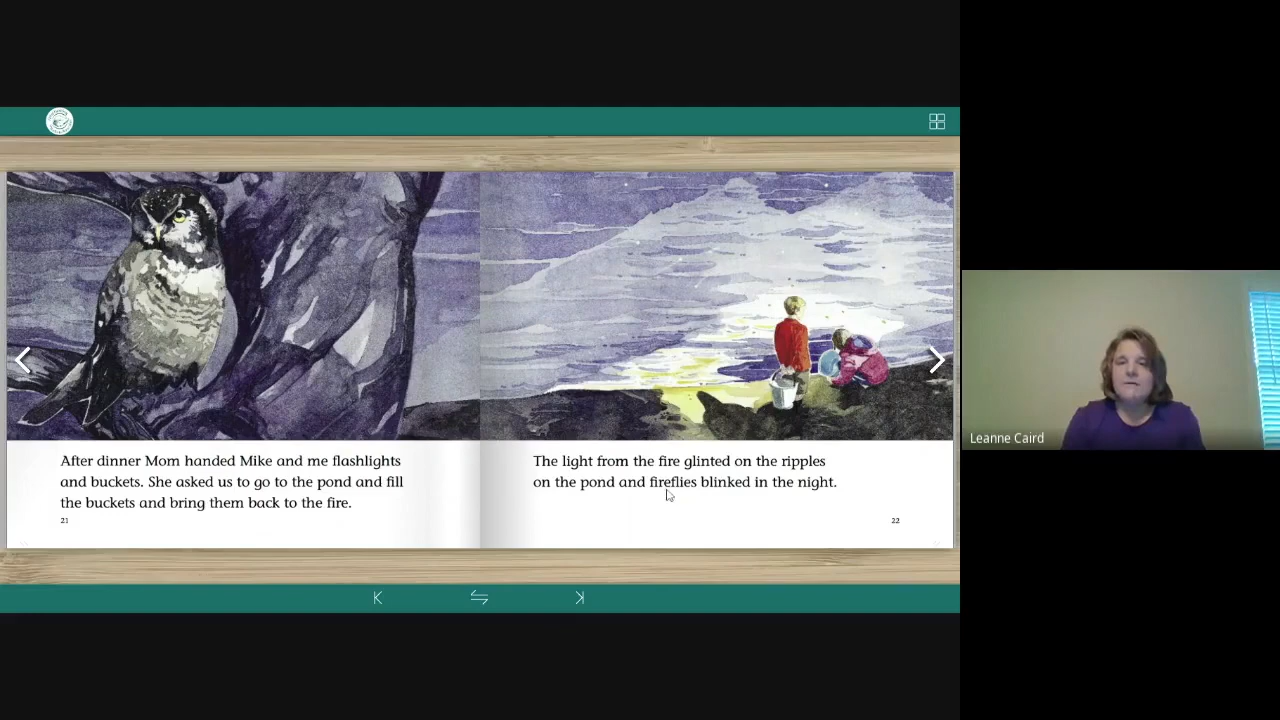 After dinner Mom handed Mike and me flashlights
and buckets. She asked us to go to the pond and fill
the buckets and bring them back to the fire.
21
The light from the fire glinted on the ripples
on the pond and fireflies blinked in the night.
22
Leanne Caird